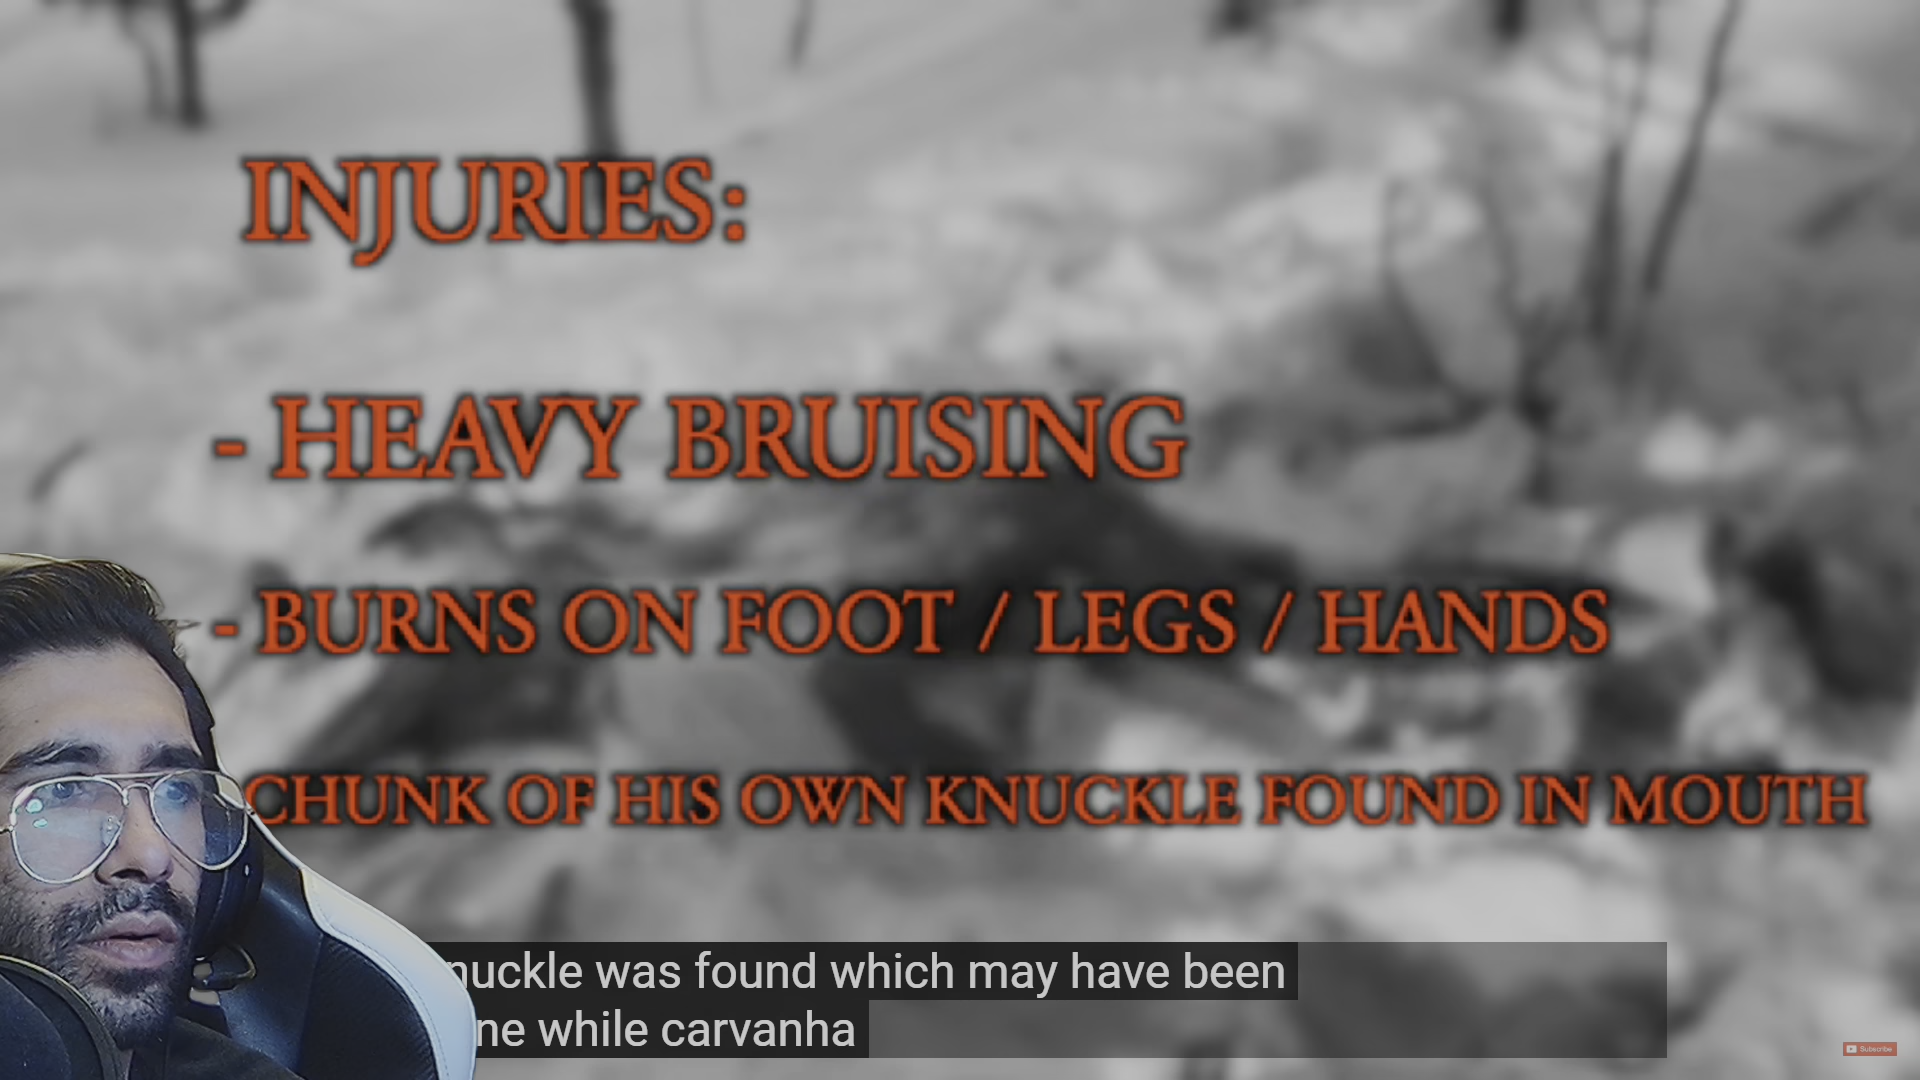 INJURIES:
- HEAVY BRUISING
- BURNS ON FOOT / LEGS / HANDS
CHUNK OF HIS OWN KNUCKLE FOUND IN MOUTH
nuckle was found which may have been
ne while carvanha
Subscribe